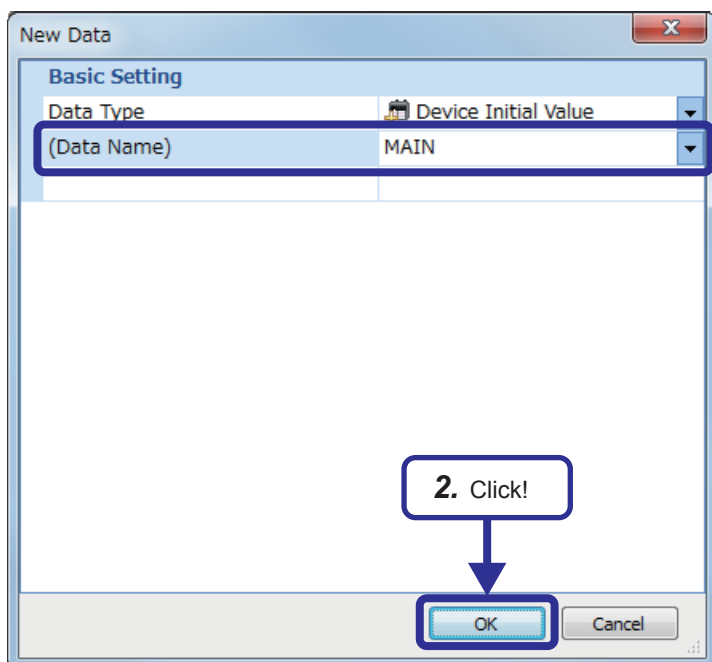 New Data
Basic Setting
Data Type Device Initial Value
(Data Name) MAIN
2. Click!
OK Cancel